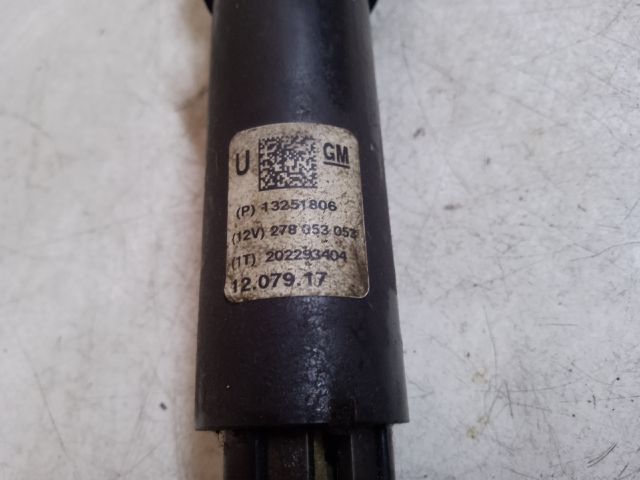 U GM
(P) 13251806
(12V) 278 053 053
(1T) 202293404
12.079.17